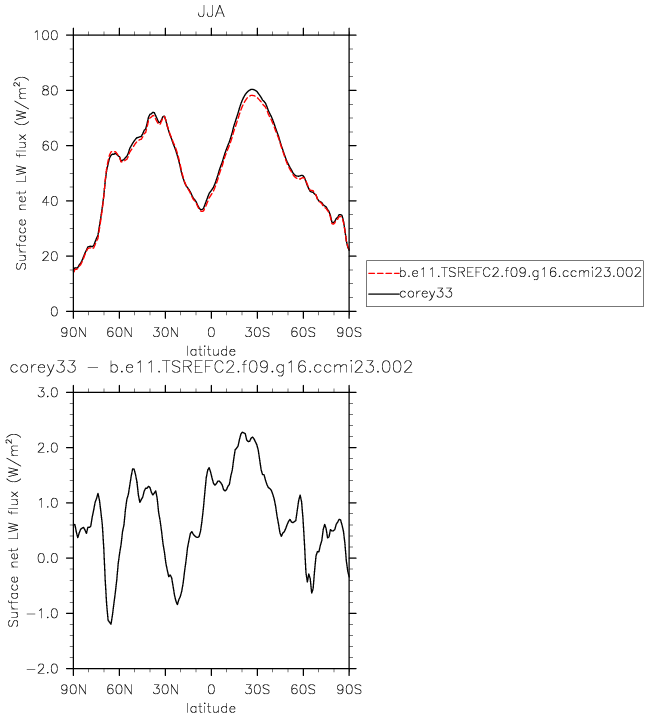 JJA
Surface net LW flux (W/m²)
100
80
60
40
20
0
90N 60N 30N 0 30S 60S 90S
latitude
b.e11.TSREFC2.f09.g16.ccmi23.002
corey33
corey33 − b.e11.TSREFC2.f09.g16.ccmi23.002
Surface net LW flux (W/m²)
3.0
2.0
1.0
0.0
−1.0
−2.0
90N 60N 30N 0 30S 60S 90S
latitude